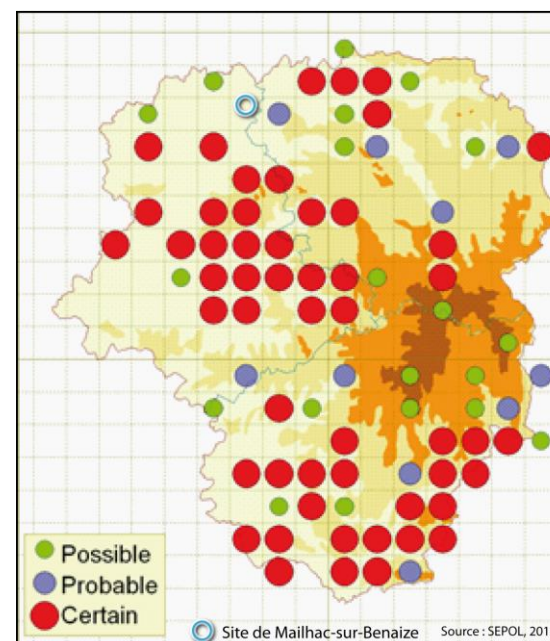 Possible
Probable
Certain
Site de Mailhac-sur-Benaize Source : SEPOL, 201